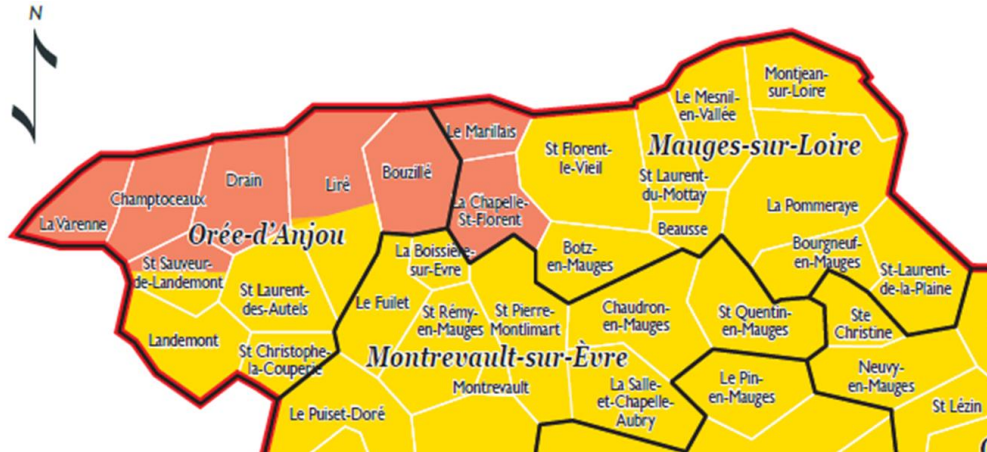 N
Montjean-
sur-Loire
Le Mesnil-
en-Vallée
Le Marillais
St Florent-
le-Vieil
Mauges-sur-Loire
Bouzillé
Drain
Liré
St Laurent-
du-Mottay
Champtoceaux
La Chapelle-
St-Florent
La Pommeraye
La Varenne
Orée-d'Anjou
Beausse
La Boissière-
sur-Evre
Botz-
en-Mauges
Bourgneuf-
en-Mauges
St Sauveur-
de-Landemont
St-Laurent-
de-la-Plaine
St Laurent-
des-Autels
Le Fuilet
St Rémy-
en-Mauges
St Pierre-
Montlimart
Chaudron-
en-Mauges
St Quentin-
en-Mauges
Ste
Christine
Landemont
St Christophe-
la-Couperie
Montrevault-sur-Èvre
Montrevault
La Salle-
et-Chapelle-
Aubry
Le Pin-
en-Mauges
Neuvy-
en-Mauges
Le Puiset-Doré
St Lézin